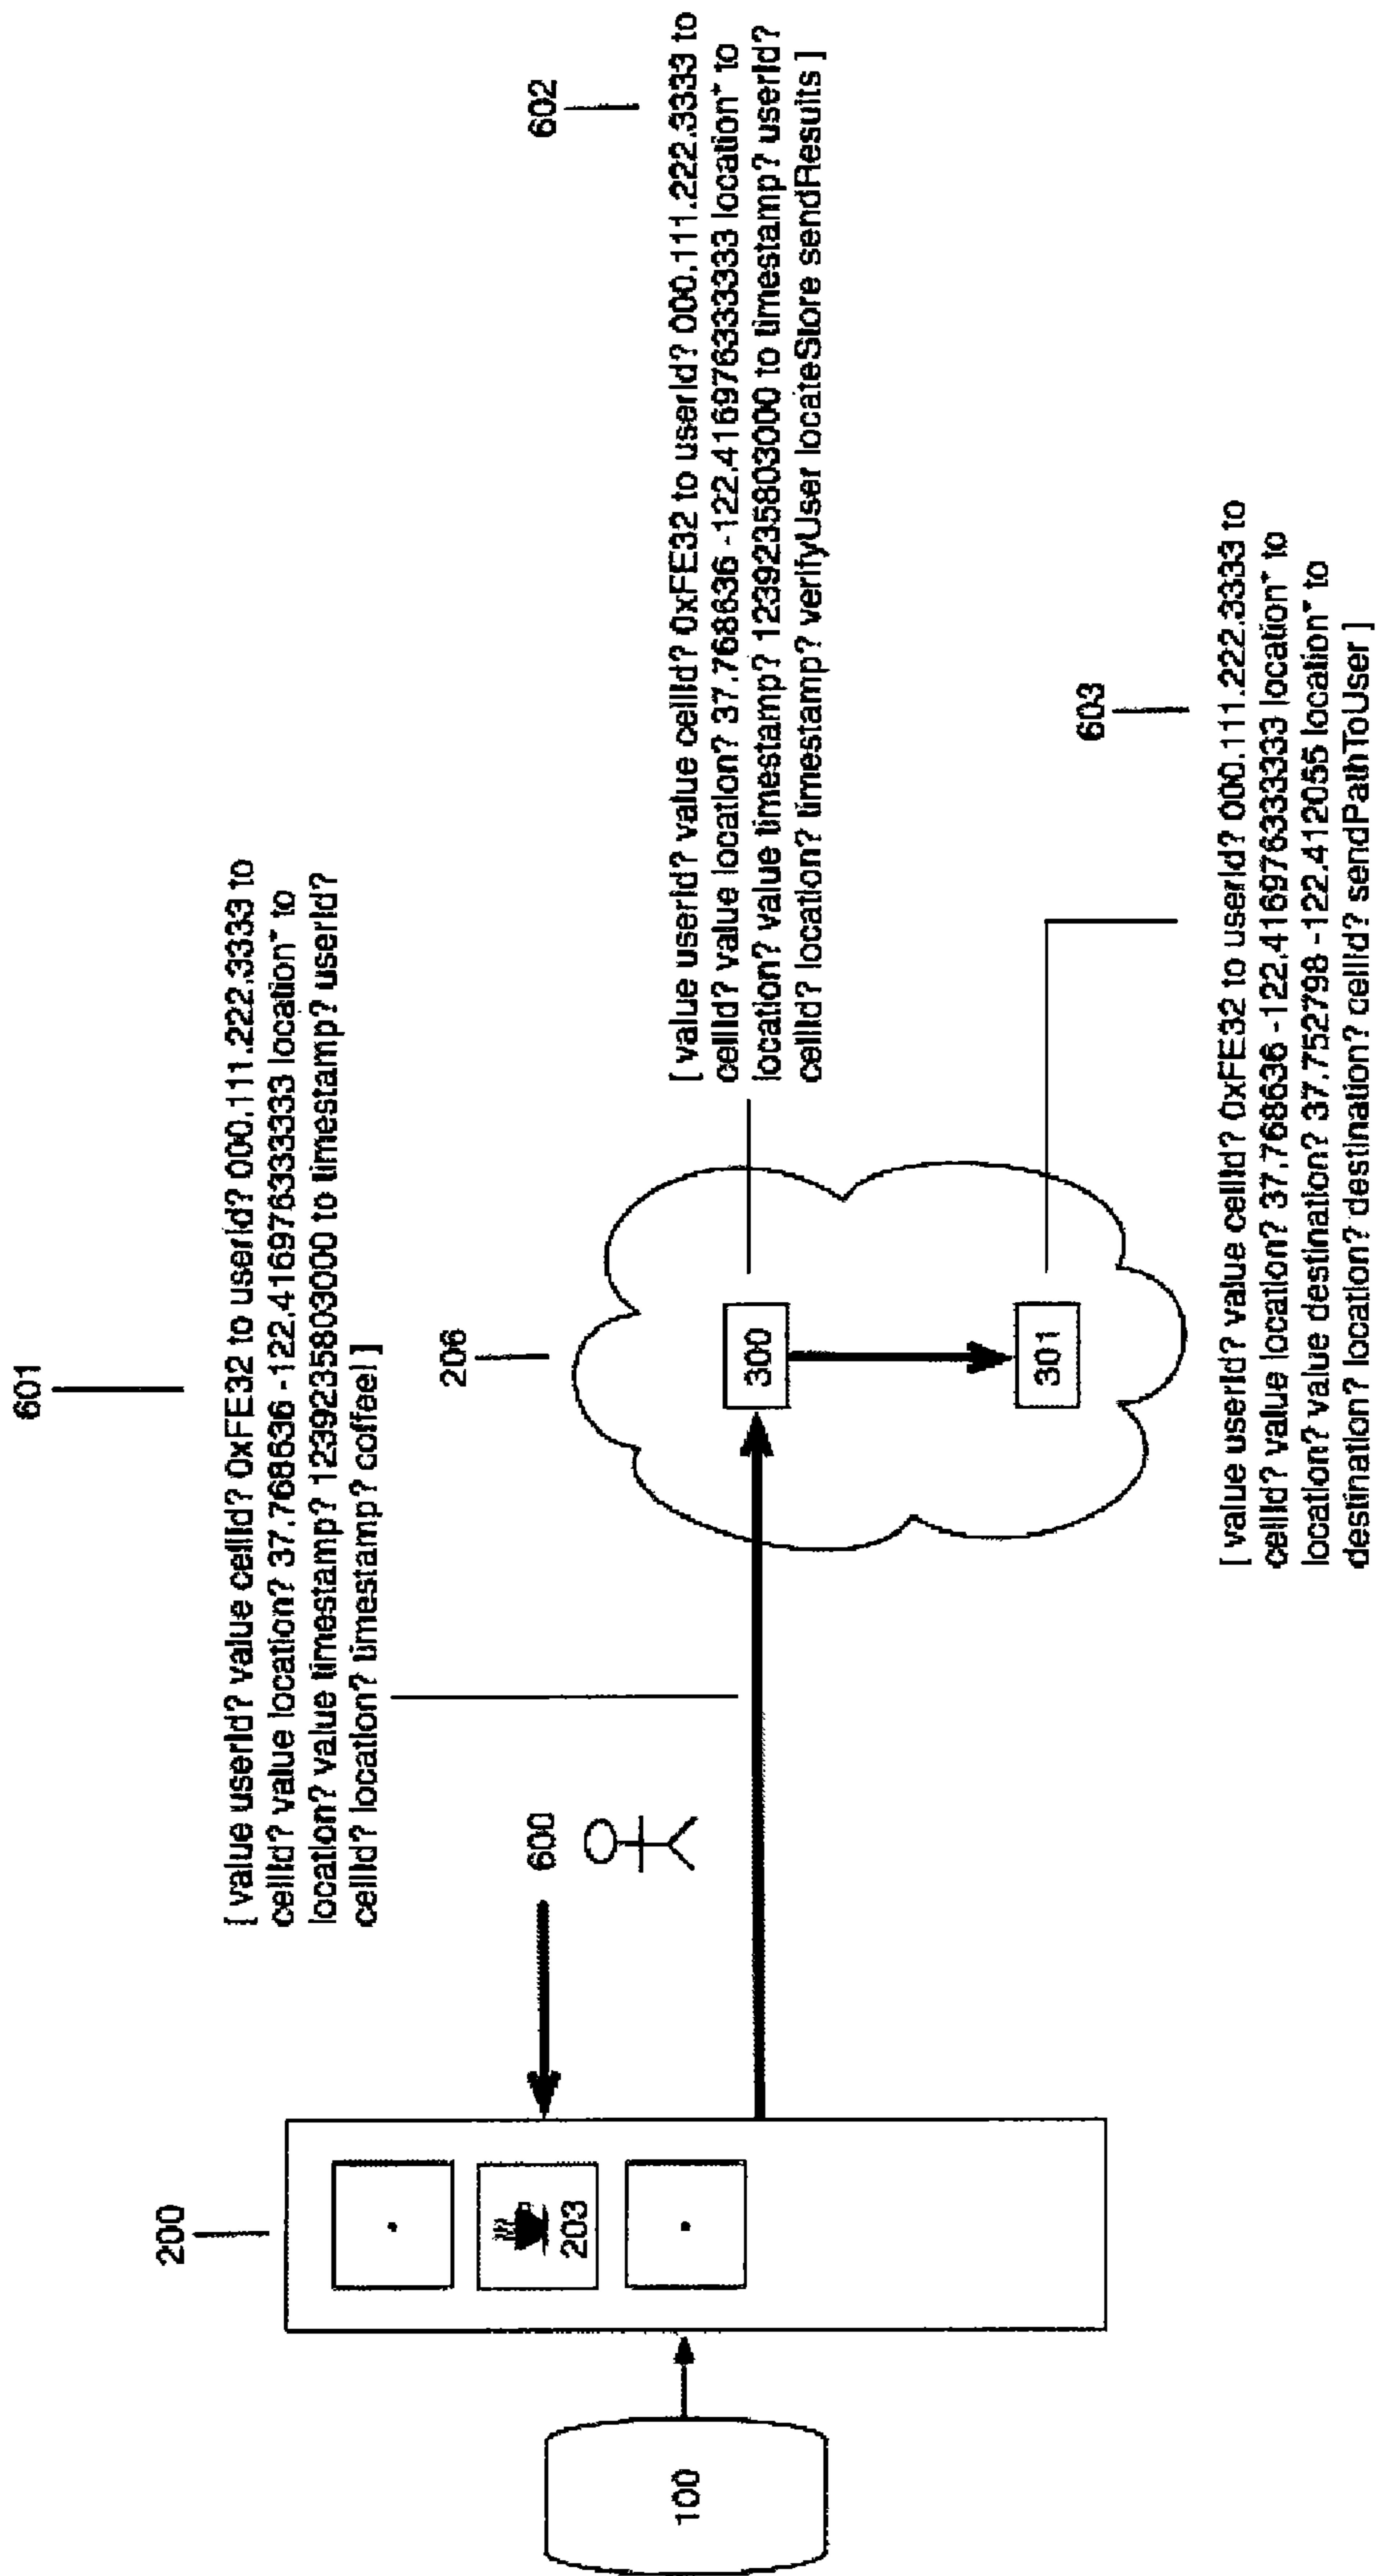 601
[ value userId? value cellId? 0xFE32 to userId? 000.111.222.3333 to
cellId? value location? 37.768636 -122.41697633333 location* to
location? value timestamp? 1239235803000 to timestamp? userId?
cellId? location? timestamp? coffee! ]
602
[ value userId? value cellId? 0xFE32 to userId? 000.111.222.3333 to
cellId? value location? 37.768636 -122.41697633333 location* to
location? value timestamp? 1239235803000 to timestamp? userId?
cellId? location? timestamp? verifyUser locateStore sendResults ]
200
203
100
600
206
300
301
603
[ value userId? value cellId? 0xFE32 to userId? 000.111.222.3333 to
cellId? value location? 37.768636 -122.41697633333 location* to
location? value destination? 37.752798 -122.412055 location* to
destination? location? destination? cellId? sendPathToUser ]